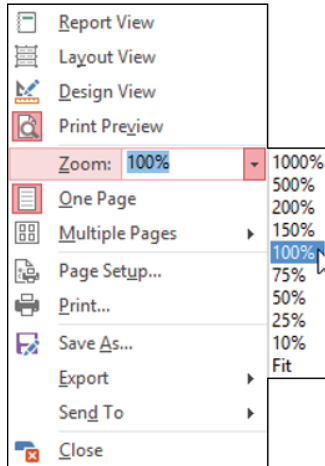 Report View
Layout View
Design View
Print Preview
Zoom: 100%
One Page
Multiple Pages
Page Setup...
Print...
Save As...
Export
Send To
Close
1000%
500%
200%
150%
100%
75%
50%
25%
10%
Fit